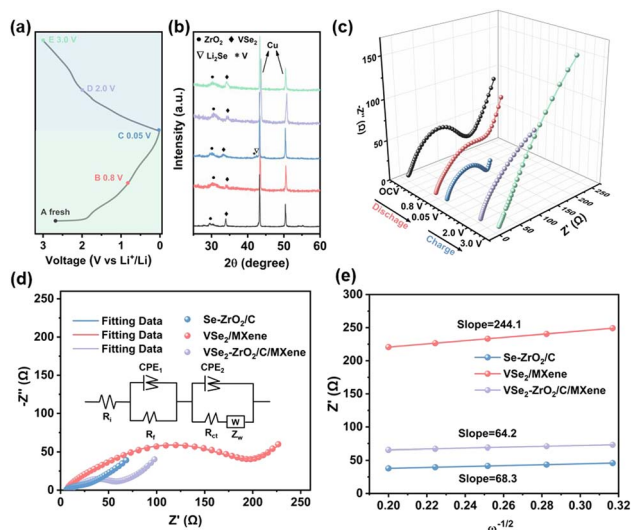 (a)
E 3.0 V
D 2.0 V
C 0.05 V
B 0.8 V
A fresh
3 2 1 0
Voltage (V vs Li⁺/Li)
(b)
ZrO₂ VSe₂
Li₂Se V
Cu
Intensity (a.u.)
30 40 50 60
2θ (degree)
(c)
-Z'' (Ω)
150
100
50
0
OCV
0.8 V
0.05 V
2.0 V
3.0 V
Dischage
Charge
0
50
100
150
200
250
Z' (Ω)
(d)
-Z'' (Ω)
250
200
150
100
50
0
Fitting Data Se-ZrO₂/C
Fitting Data VSe₂/MXene
Fitting Data VSe₂-ZrO₂/C/MXene
CPE₁ CPE₂
Rᵢ R_f R_ct W
Z_w
0 50 100 150 200 250
Z' (Ω)
(e)
Z' (Ω)
300
250
200
150
100
50
0
Slope=244.1
Se-ZrO₂/C
VSe₂/MXene
VSe₂-ZrO₂/C/MXene
Slope=64.2
Slope=68.3
0.20 0.22 0.24 0.26 0.28 0.30 0.32
ω⁻¹/²